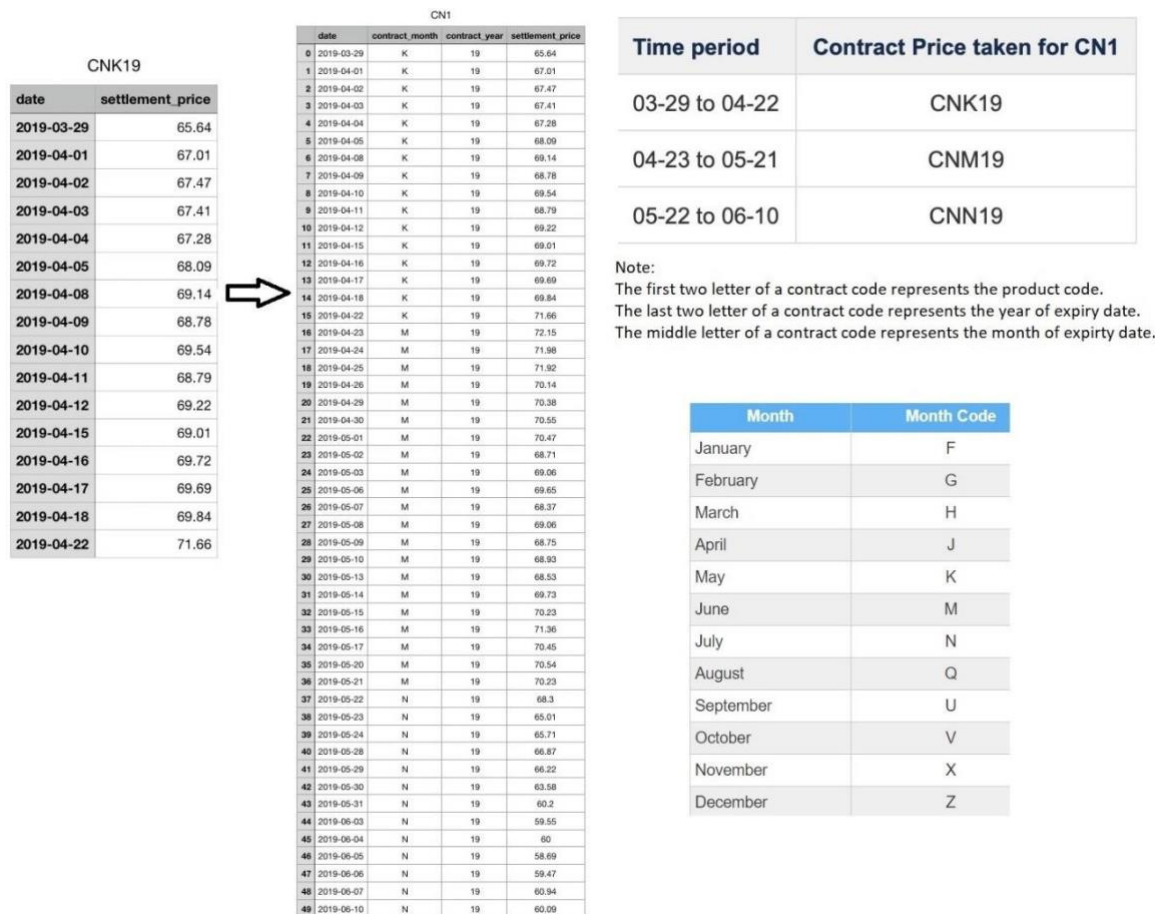 CNK19
date settlement_price
2019-03-29 65.64
2019-04-01 67.01
2019-04-02 67.47
2019-04-03 67.41
2019-04-04 67.28
2019-04-05 68.09
2019-04-08 69.14
2019-04-09 68.78
2019-04-10 69.54
2019-04-11 68.79
2019-04-12 69.22
2019-04-15 69.01
2019-04-16 69.72
2019-04-17 69.69
2019-04-18 69.84
2019-04-22 71.66
CN1
date contract_month contract_year settlement_price
0 2019-03-29 K 19 65.64
1 2019-04-01 K 19 67.01
2 2019-04-02 K 19 67.47
3 2019-04-03 K 19 67.41
4 2019-04-04 K 19 67.28
5 2019-04-05 K 19 68.09
6 2019-04-08 K 19 69.14
7 2019-04-09 K 19 68.78
8 2019-04-10 K 19 69.54
9 2019-04-11 K 19 68.79
10 2019-04-12 K 19 69.22
11 2019-04-15 K 19 69.01
12 2019-04-16 K 19 69.72
13 2019-04-17 K 19 69.69
14 2019-04-18 K 19 69.84
15 2019-04-22 K 19 71.66
16 2019-04-23 M 19 72.15
17 2019-04-24 M 19 71.98
18 2019-04-25 M 19 71.92
19 2019-04-26 M 19 70.14
20 2019-04-29 M 19 70.38
21 2019-04-30 M 19 70.55
22 2019-05-01 M 19 70.47
23 2019-05-02 M 19 68.71
24 2019-05-03 M 19 69.06
25 2019-05-06 M 19 69.65
26 2019-05-07 M 19 68.37
27 2019-05-08 M 19 69.06
28 2019-05-09 M 19 68.75
29 2019-05-10 M 19 68.93
30 2019-05-13 M 19 68.53
31 2019-05-14 M 19 69.73
32 2019-05-15 M 19 70.23
33 2019-05-16 M 19 71.36
34 2019-05-17 M 19 70.45
35 2019-05-20 M 19 70.54
36 2019-05-21 M 19 70.23
37 2019-05-22 N 19 68.3
38 2019-05-23 N 19 65.01
39 2019-05-24 N 19 65.71
40 2019-05-28 N 19 66.87
41 2019-05-29 N 19 66.22
42 2019-05-30 N 19 63.58
43 2019-05-31 N 19 60.2
44 2019-06-03 N 19 59.55
45 2019-06-04 N 19 60
46 2019-06-05 N 19 58.69
47 2019-06-06 N 19 59.47
48 2019-06-07 N 19 60.94
49 2019-06-10 N 19 60.09
Time period Contract Price taken for CN1
03-29 to 04-22 CNK19
04-23 to 05-21 CNM19
05-22 to 06-10 CNN19
Note:
The first two letter of a contract code represents the product code.
The last two letter of a contract code represents the year of expiry date.
The middle letter of a contract code represents the month of expirty date.
Month Month Code
January F
February G
March H
April J
May K
June M
July N
August Q
September U
October V
November X
December Z